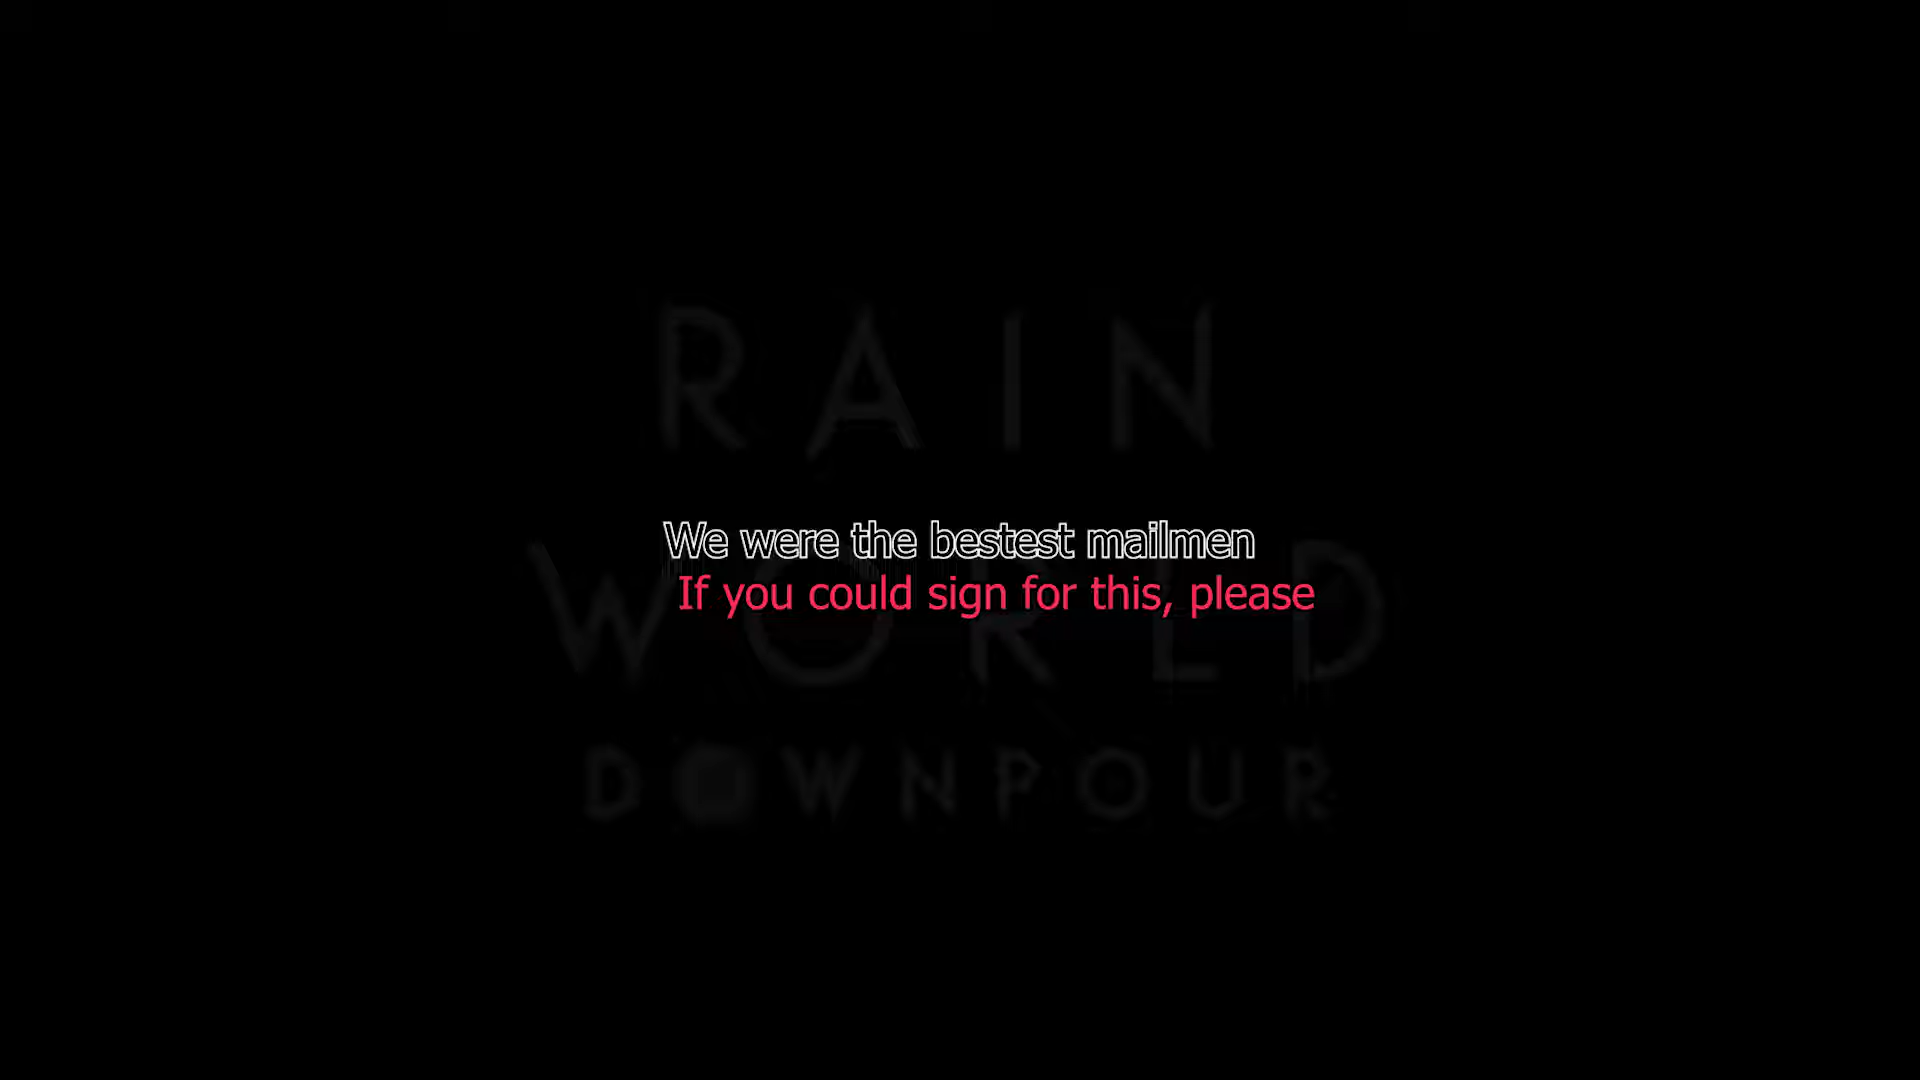 RAIN
We were the bestest mailmen
If you could sign for this, please
WORLD
DOWNPOUR